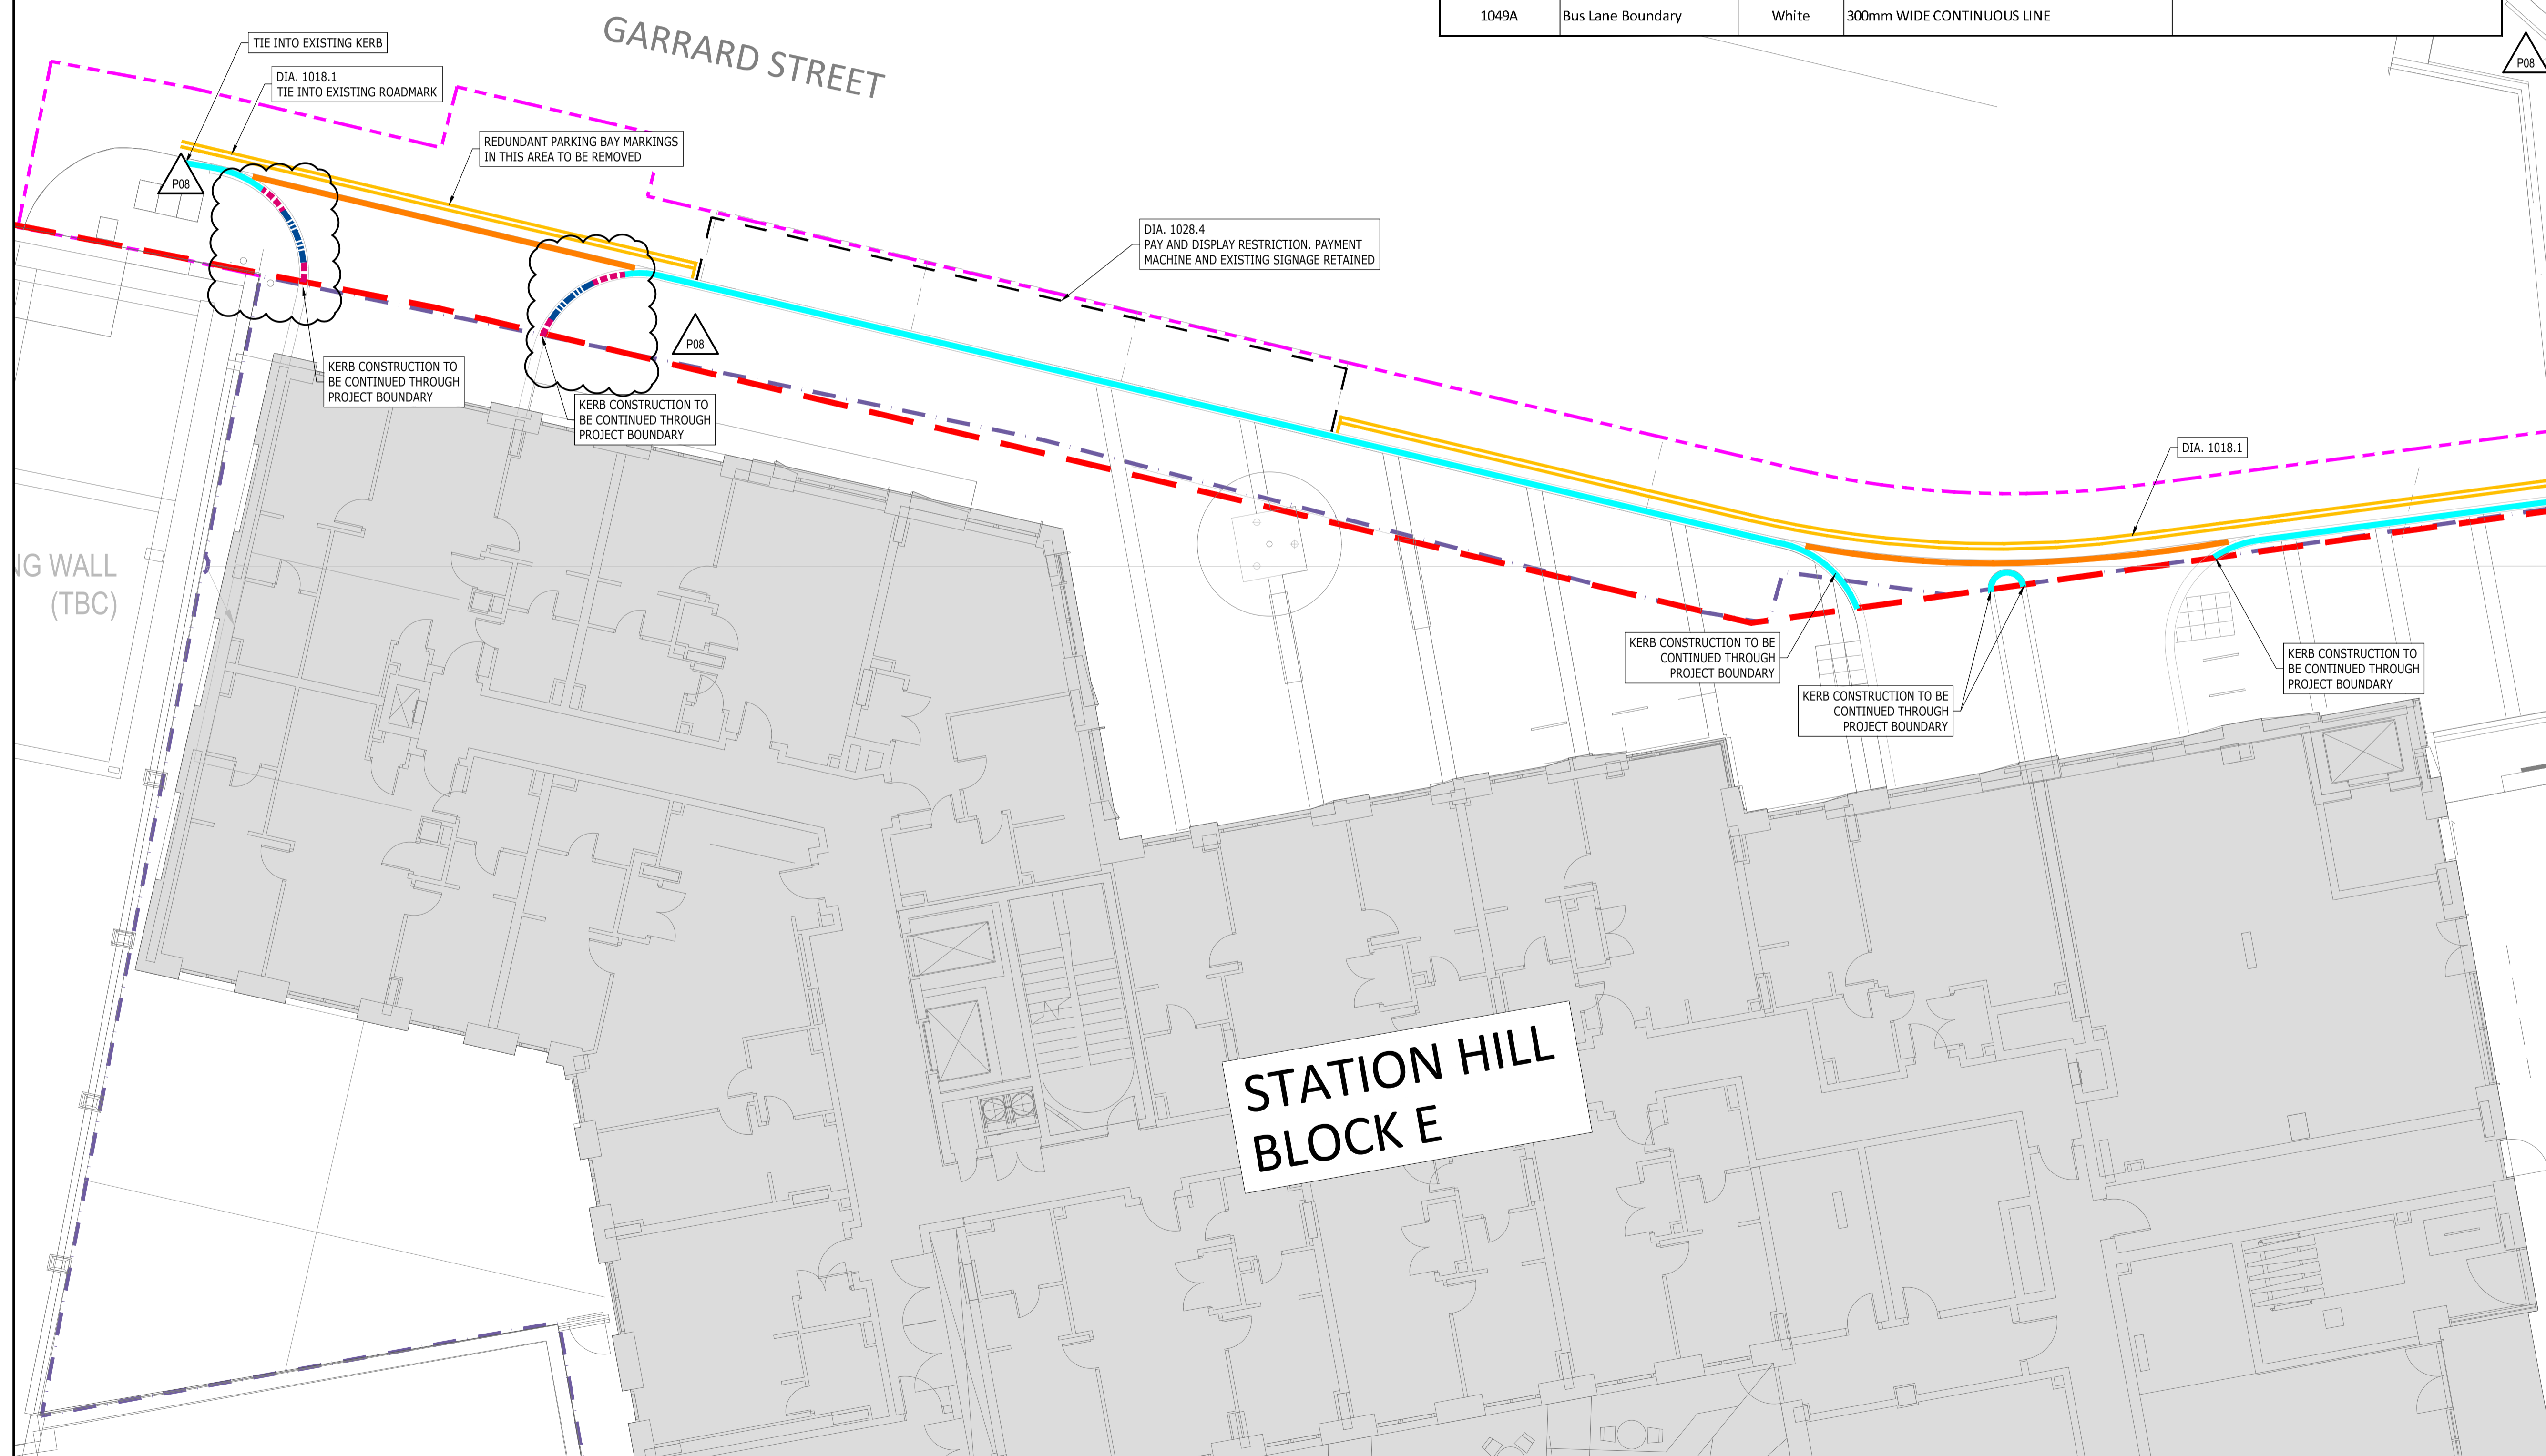 1049A Bus Lane Boundary White 300mm WIDE CONTINUOUS LINE
P08
GARRARD STREET
TIE INTO EXISTING KERB
DIA. 1018.1
TIE INTO EXISTING ROADMARK
REDUNDANT PARKING BAY MARKINGS
IN THIS AREA TO BE REMOVED
P08
DIA. 1028.4
PAY AND DISPLAY RESTRICTION. PAYMENT
MACHINE AND EXISTING SIGNAGE RETAINED
P08
KERB CONSTRUCTION TO
BE CONTINUED THROUGH
PROJECT BOUNDARY
KERB CONSTRUCTION TO
BE CONTINUED THROUGH
PROJECT BOUNDARY
DIA. 1018.1
NG WALL
(TBC)
KERB CONSTRUCTION TO BE
CONTINUED THROUGH
PROJECT BOUNDARY
KERB CONSTRUCTION TO BE
CONTINUED THROUGH
PROJECT BOUNDARY
KERB CONSTRUCTION TO
BE CONTINUED THROUGH
PROJECT BOUNDARY
STATION HILL
BLOCK E